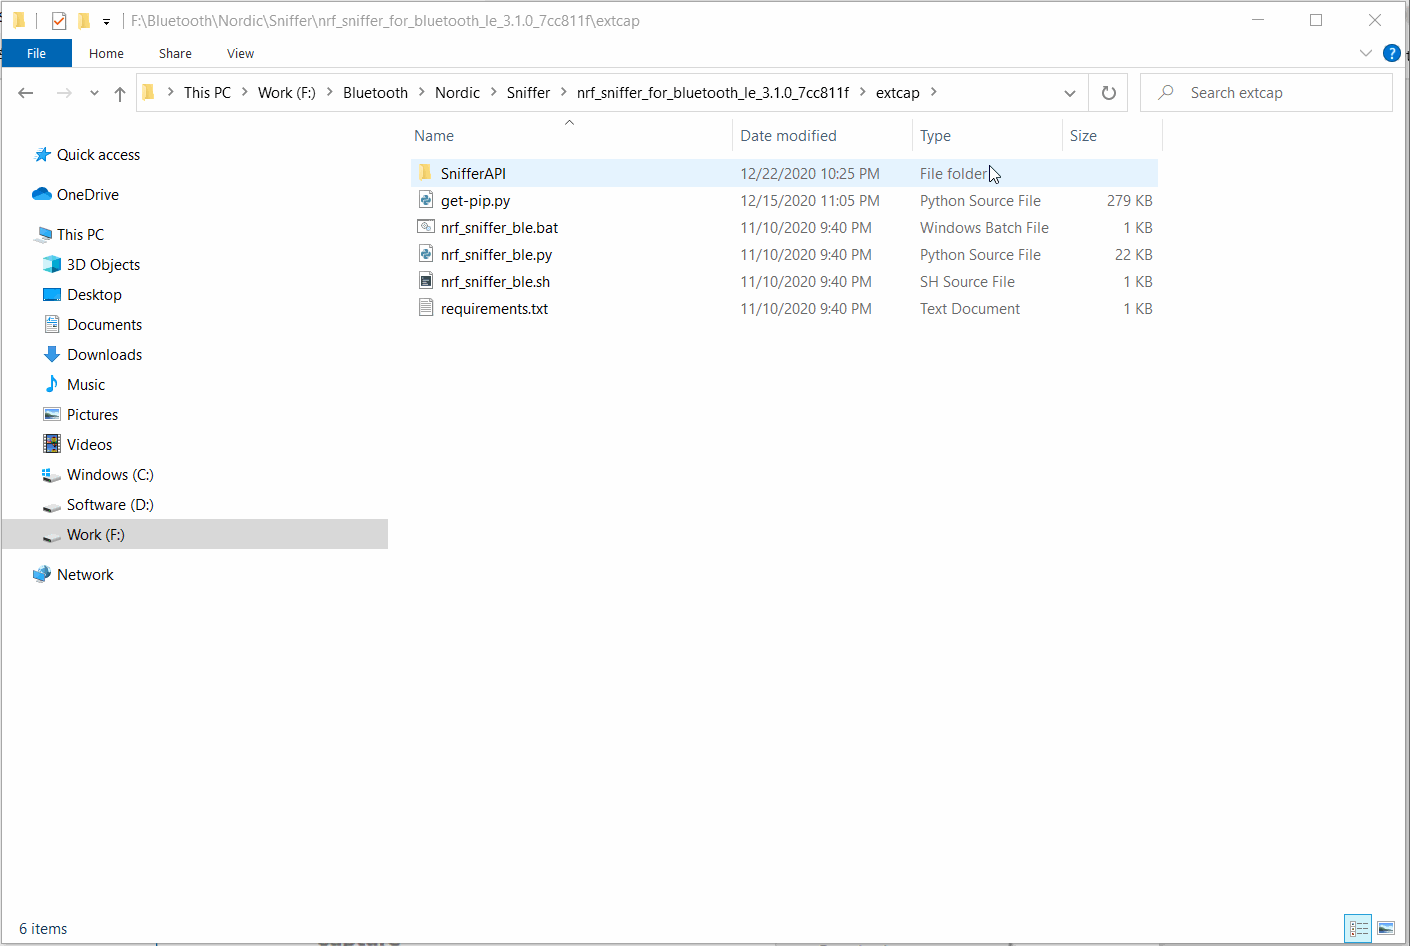 F:\Bluetooth\Nordic\Sniffer\nrf_sniffer_for_bluetooth_le_3.1.0_7cc811f\extcap
File Home Share View
This PC Work (F:) Bluetooth Nordic Sniffer nrf_sniffer_for_bluetooth_le_3.1.0_7cc811f extcap Search extcap
Name Date modified Type Size
SnifferAPI 12/22/2020 10:25 PM File folder
get-pip.py 12/15/2020 11:05 PM Python Source File 279 KB
nrf_sniffer_ble.bat 11/10/2020 9:40 PM Windows Batch File 1 KB
nrf_sniffer_ble.py 11/10/2020 9:40 PM Python Source File 22 KB
nrf_sniffer_ble.sh 11/10/2020 9:40 PM SH Source File 1 KB
requirements.txt 11/10/2020 9:40 PM Text Document 1 KB
Quick access
OneDrive
This PC
3D Objects
Desktop
Documents
Downloads
Music
Pictures
Videos
Windows (C:)
Software (D:)
Work (F:)
Network
6 items